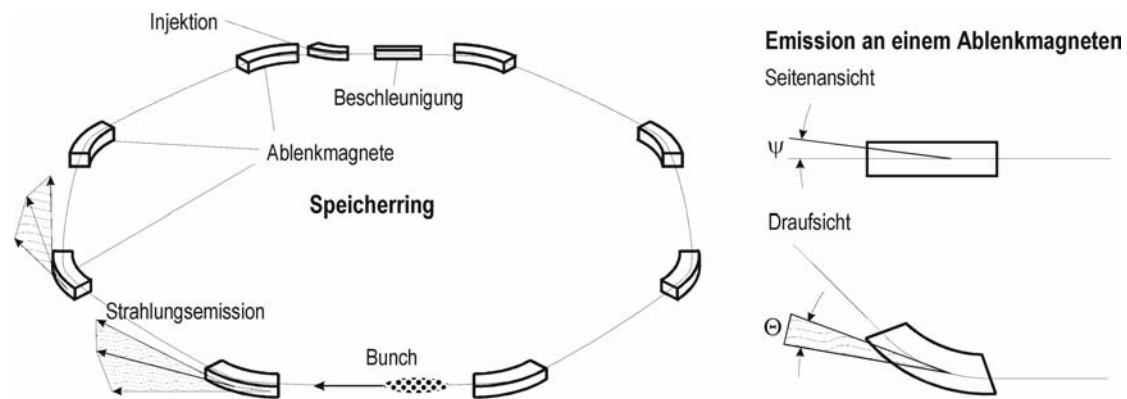 Injektion
Beschleunigung
Ablenkmagnete
Speicherring
Strahlungsemission
Bunch
Emission an einem Ablenkmagneten
Seitenansicht
Ψ
Draufsicht
Θ